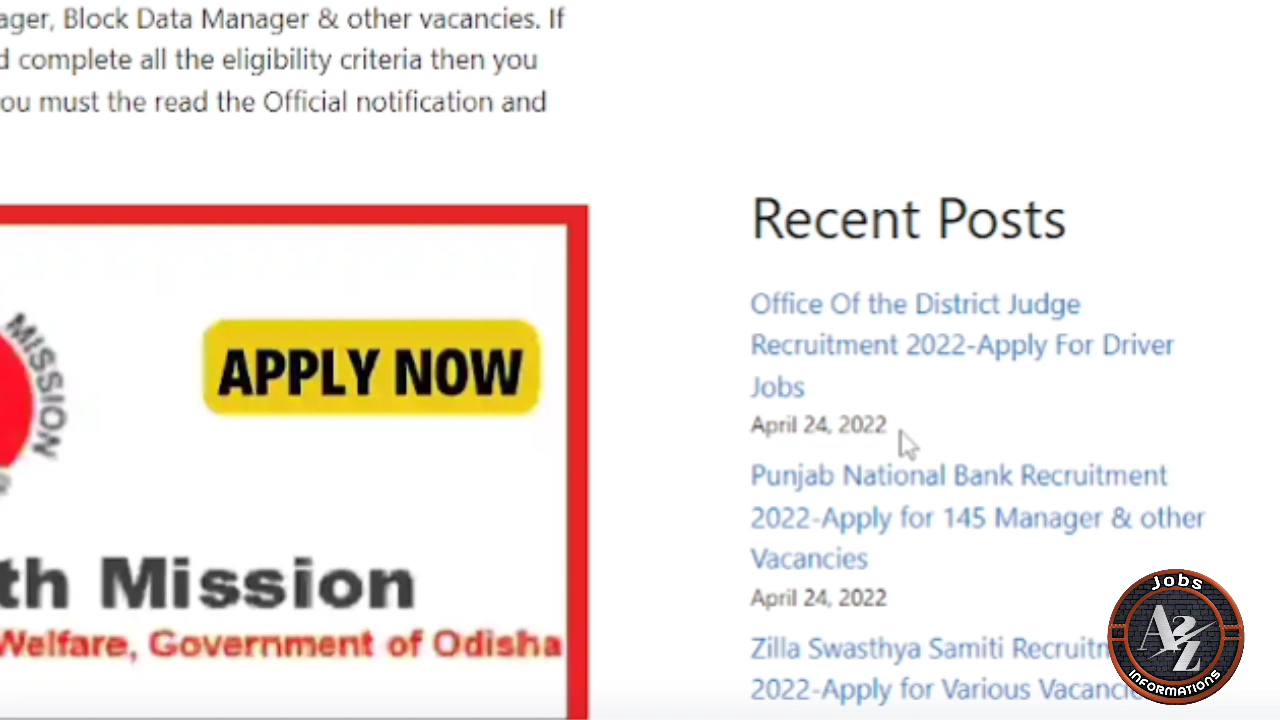 ager, Block Data Manager & other vacancies. If
d complete all the eligibility criteria then you
ou must the read the Official notification and
MISSION
APPLY NOW
th Mission
Welfare, Government of Odisha
Recent Posts
Office Of the District Judge
Recruitment 2022-Apply For Driver
Jobs
April 24, 2022
Punjab National Bank Recruitment
2022-Apply for 145 Manager & other
Vacancies
April 24, 2022
Zilla Swasthya Samiti Recruitm
2022-Apply for Various Vacancie
Jobs
A2Z
INFORMATIONS